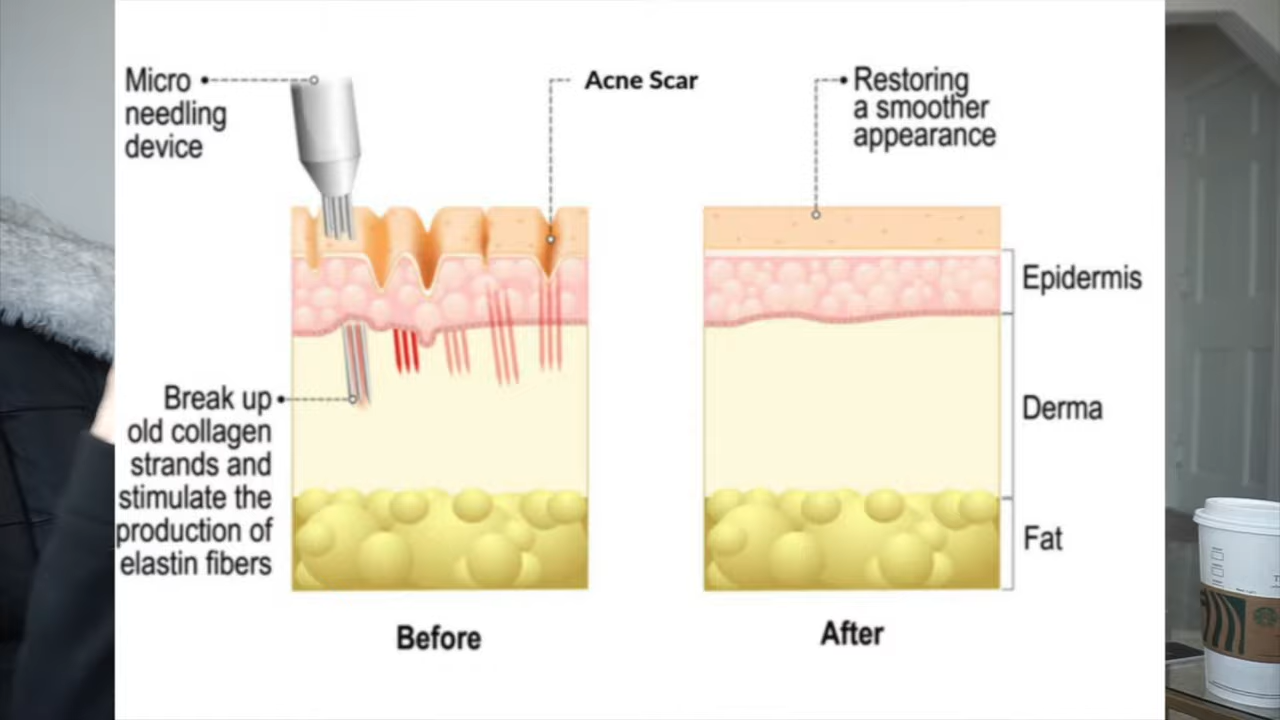 Micro
needling
device
Acne Scar
Restoring
a smoother
appearance
Break up
old collagen
strands and
stimulate the
production of
elastin fibers
Epidermis
Derma
Fat
Before
After